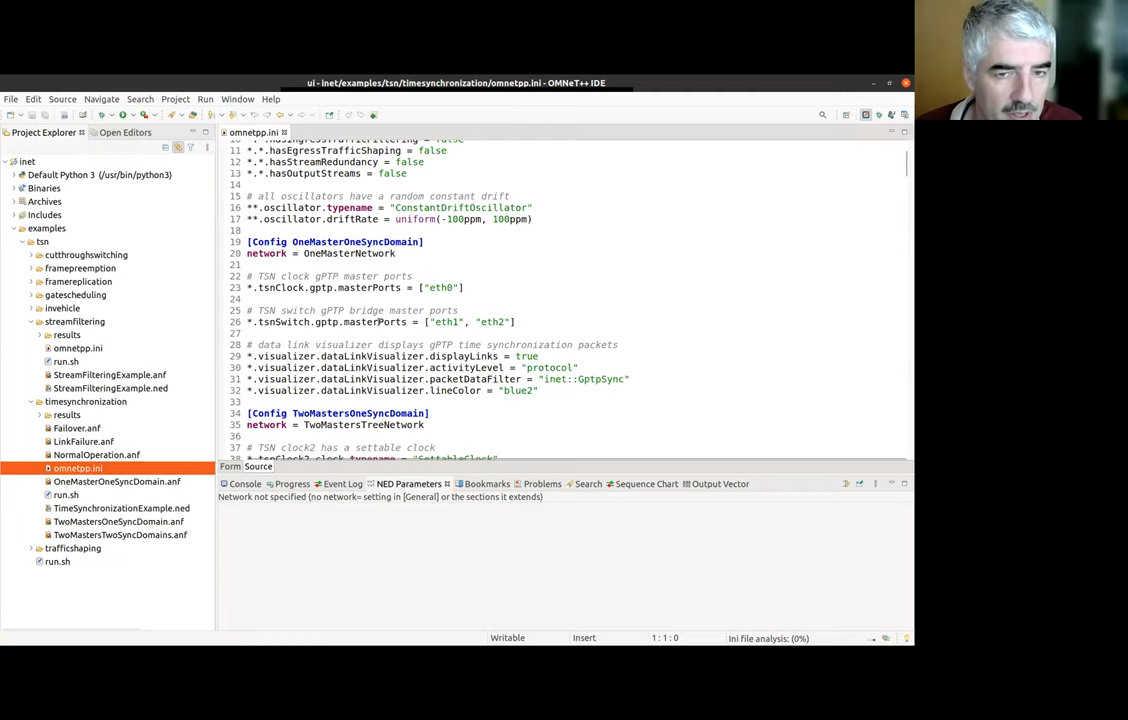 ui - inet/examples/tsn/timesynchronization/omnetpp.ini - OMNeT++ IDE
File Edit Source Navigate Search Project Run Window Help
Project Explorer Open Editors
inet
Default Python 3 (/usr/bin/python3)
Binaries
Archives
Includes
examples
tsn
cutthroughswitching
framepreemption
framereplication
gatescheduling
invehicle
streamfiltering
results
omnetpp.ini
run.sh
StreamFilteringExample.anf
StreamFilteringExample.ned
timesynchronization
results
Failover.anf
LinkFailure.anf
NormalOperation.anf
omnetpp.ini
OneMasterOneSyncDomain.anf
run.sh
TimeSynchronizationExample.ned
TwoMastersOneSyncDomain.anf
TwoMastersTwoSyncDomains.anf
trafficshaping
run.sh
omnetpp.ini
10 *.*.hasIngressTrafficFiltering = false
11 *.*.hasEgressTrafficShaping = false
12 *.*.hasStreamRedundancy = false
13 *.*.hasOutputStreams = false
14
15 # all oscillators have a random constant drift
16 **.oscillator.typename = "ConstantDriftOscillator"
17 **.oscillator.driftRate = uniform(-100ppm, 100ppm)
18
19 [Config OneMasterOneSyncDomain]
20 network = OneMasterNetwork
21
22 # TSN clock gPTP master ports
23 *.tsnClock.gptp.masterPorts = ["eth0"]
24
25 # TSN switch gPTP bridge master ports
26 *.tsnSwitch.gptp.masterPorts = ["eth1", "eth2"]
27
28 # data link visualizer displays gPTP time synchronization packets
29 *.visualizer.dataLinkVisualizer.displayLinks = true
30 *.visualizer.dataLinkVisualizer.activityLevel = "protocol"
31 *.visualizer.dataLinkVisualizer.packetDataFilter = "inet::GptpSync"
32 *.visualizer.dataLinkVisualizer.lineColor = "blue2"
33
34 [Config TwoMastersOneSyncDomain]
35 network = TwoMastersTreeNetwork
36
37 # TSN clock2 has a settable clock
38 *.tsnClock2.clock.typename = "SettableClock"
Form Source
Console Progress Event Log NED Parameters Bookmarks Problems Search Sequence Chart Output Vector
Network not specified (no network= setting in [General] or the sections it extends)
Writable Insert 1 : 1 : 0 Ini file analysis: (0%)